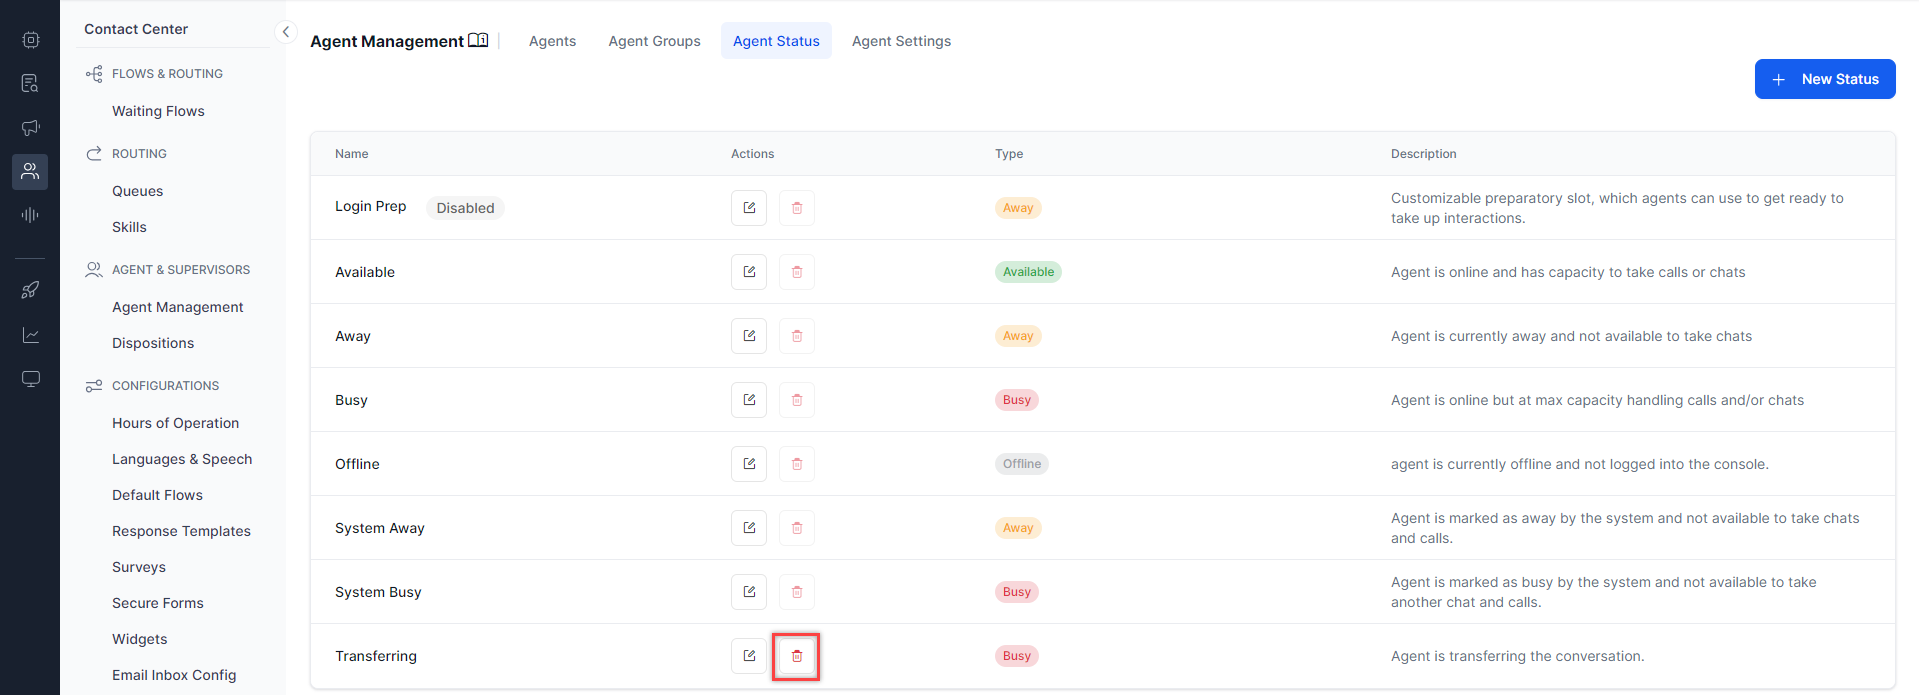 Contact Center
FLOWS & ROUTING
Waiting Flows
ROUTING
Queues
Skills
AGENT & SUPERVISORS
Agent Management
Dispositions
CONFIGURATIONS
Hours of Operation
Languages & Speech
Default Flows
Response Templates
Surveys
Secure Forms
Widgets
Email Inbox Config
Agent Management Agents Agent Groups Agent Status Agent Settings
+ New Status
Name Actions Type Description
Login Prep Disabled Away Customizable preparatory slot, which agents can use to get ready to
take up interactions.
Available Available Agent is online and has capacity to take calls or chats
Away Away Agent is currently away and not available to take chats
Busy Busy Agent is online but at max capacity handling calls and/or chats
Offline Offline agent is currently offline and not logged into the console.
System Away Away Agent is marked as away by the system and not available to take chats
and calls.
System Busy Busy Agent is marked as busy by the system and not available to take
another chat and calls.
Transferring Busy Agent is transferring the conversation.